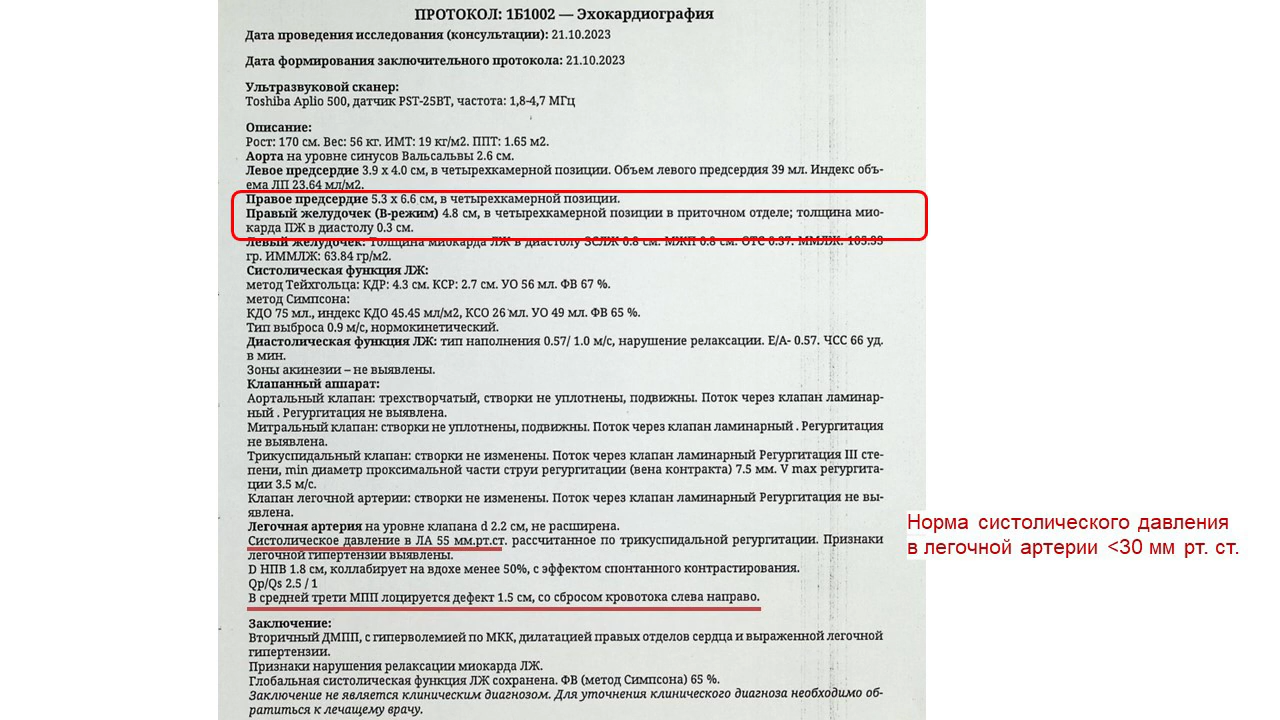 ПРОТОКОЛ: 1Б1002 — Эхокардиография
Дата проведения исследования (консультации): 21.10.2023
Дата формирования заключительного протокола: 21.10.2023
Ультразвуковой сканер:
Toshiba Aplio 500, датчик PST-25BT, частота: 1,8-4,7 МГц
Описание:
Рост: 170 см. Вес: 56 кг. ИМТ: 19 кг/м2. ППТ: 1.65 м2.
Аорта на уровне синусов Вальсальвы 2.6 см.
Левое предсердие 3.9 х 4.0 см, в четырехкамерной позиции. Объем левого предсердия 39 мл. Индекс объ-
ема ЛП 23.64 мл/м2.
Правое предсердие 5.3 х 6.6 см, в четырехкамерной позиции.
Правый желудочек (В-режим) 4.8 см, в четырехкамерной позиции в приточном отделе; толщина мио-
карда ПЖ в диастолу 0.3 см.
Левый желудочек: Толщина миокарда ЛЖ в диастолу ЗСЛЖ 0.8 см. МЖП 0.8 см. ОТС 0.37. ММЛЖ: 105.33
гр. ИММЛЖ: 63.84 гр/м2.
Систолическая функция ЛЖ:
метод Тейхгольца: КДР: 4.3 см. КСР: 2.7 см. УО 56 мл. ФВ 67 %.
метод Симпсона:
КДО 75 мл., индекс КДО 45.45 мл/м2, КСО 26 мл. УО 49 мл. ФВ 65 %.
Тип выброса 0.9 м/с, нормокинетический.
Диастолическая функция ЛЖ: тип наполнения 0.57/ 1.0 м/с, нарушение релаксации. Е/А- 0.57. ЧСС 66 уд.
в мин.
Зоны акинезии – не выявлены.
Клапанный аппарат:
Аортальный клапан: трехстворчатый, створки не уплотнены, подвижны. Поток через клапан ламинар-
ный . Регургитация не выявлена.
Митральный клапан: створки не уплотнены, подвижны. Поток через клапан ламинарный . Регургитация
не выявлена.
Трикуспидальный клапан: створки не изменены. Поток через клапан ламинарный Регургитация III сте-
пени, min диаметр проксимальной части струи регургитации (вена контракта) 7.5 мм. V max регургита-
ции 3.5 м/с.
Клапан легочной артерии: створки не изменены. Поток через клапан ламинарный Регургитация не вы-
явлена.
Легочная артерия на уровне клапана d 2.2 см, не расширена.
Систолическое давление в ЛА 55 мм.рт.ст. рассчитанное по трикуспидальной регургитации. Признаки
легочной гипертензии выявлены.
D НПВ 1.8 см, коллабирует на вдохе менее 50%, с эффектом спонтанного контрастирования.
Qp/Qs 2.5 / 1
В средней трети МПП лоцируется дефект 1.5 см, со сбросом кровотока слева направо.
Норма систолического давления
в легочной артерии <30 мм рт. ст.
Заключение:
Вторичный ДМПП, с гиперволемией по МКК, дилатацией правых отделов сердца и выраженной легочной
гипертензии.
Признаки нарушения релаксации миокарда ЛЖ.
Глобальная систолическая функция ЛЖ сохранена. ФВ (метод Симпсона) 65 %.
Заключение не является клиническим диагнозом. Для уточнения клинического диагноза необходимо об-
ратиться к лечащему врачу.